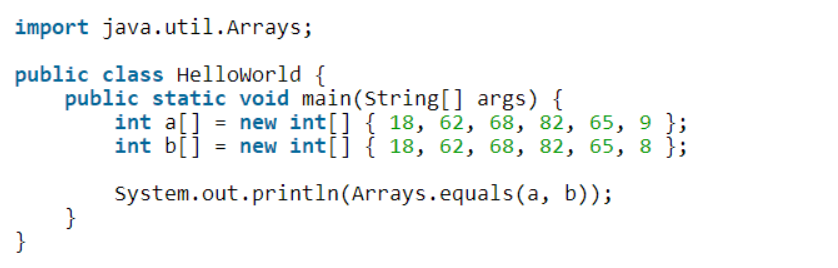 import java.util.Arrays;
public class HelloWorld {
    public static void main(String[] args) {
        int a[] = new int[] { 18, 62, 68, 82, 65, 9 };
        int b[] = new int[] { 18, 62, 68, 82, 65, 8 };
        System.out.println(Arrays.equals(a, b));
    }
}